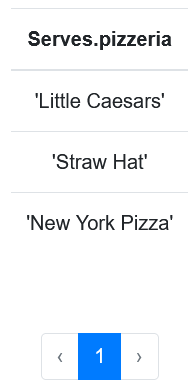 Serves.pizzeria
'Little Caesars'
'Straw Hat'
'New York Pizza'
‹ 1 ›